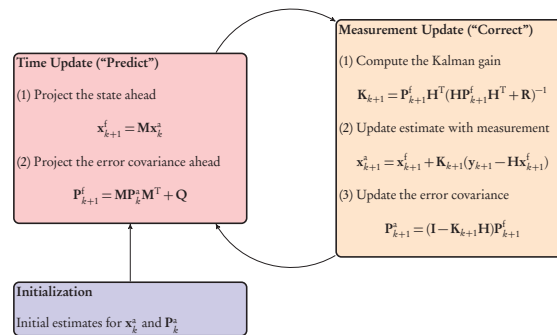 Time Update (“Predict”)
(1) Project the state ahead
x^f_{k+1} = Mx^a_k
(2) Project the error covariance ahead
P^f_{k+1} = MP^a_k M^T + Q
Measurement Update (“Correct”)
(1) Compute the Kalman gain
K_{k+1} = P^f_{k+1}H^T(HP^f_{k+1}H^T + R)^{−1}
(2) Update estimate with measurement
x^a_{k+1} = x^f_{k+1} + K_{k+1}(y_{k+1} − Hx^f_{k+1})
(3) Update the error covariance
P^a_{k+1} = (I − K_{k+1}H)P^f_{k+1}
Initialization
Initial estimates for x^a_k and P^a_k